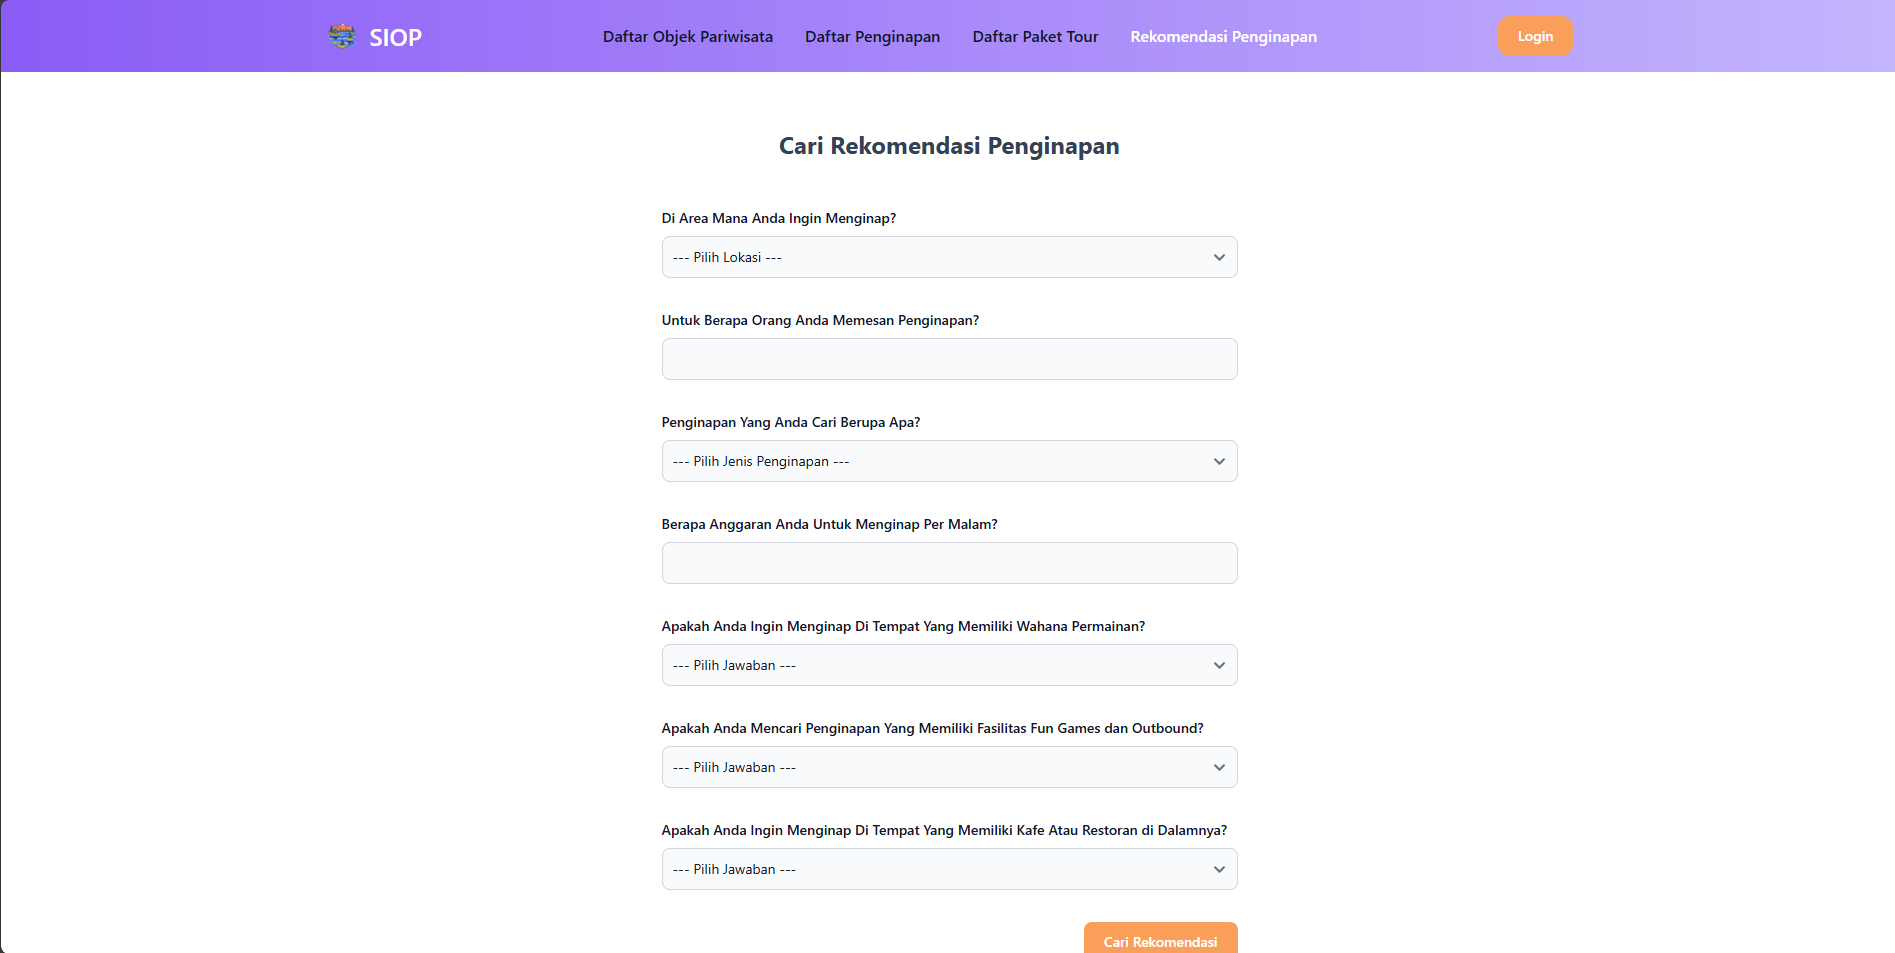 SIOP
Daftar Objek Pariwisata
Daftar Penginapan
Daftar Paket Tour
Rekomendasi Penginapan
Login
Cari Rekomendasi Penginapan
Di Area Mana Anda Ingin Menginap?
--- Pilih Lokasi ---
Untuk Berapa Orang Anda Memesan Penginapan?
Penginapan Yang Anda Cari Berupa Apa?
--- Pilih Jenis Penginapan ---
Berapa Anggaran Anda Untuk Menginap Per Malam?
Apakah Anda Ingin Menginap Di Tempat Yang Memiliki Wahana Permainan?
--- Pilih Jawaban ---
Apakah Anda Mencari Penginapan Yang Memiliki Fasilitas Fun Games dan Outbound?
--- Pilih Jawaban ---
Apakah Anda Ingin Menginap Di Tempat Yang Memiliki Kafe Atau Restoran di Dalamnya?
--- Pilih Jawaban ---
Cari Rekomendasi